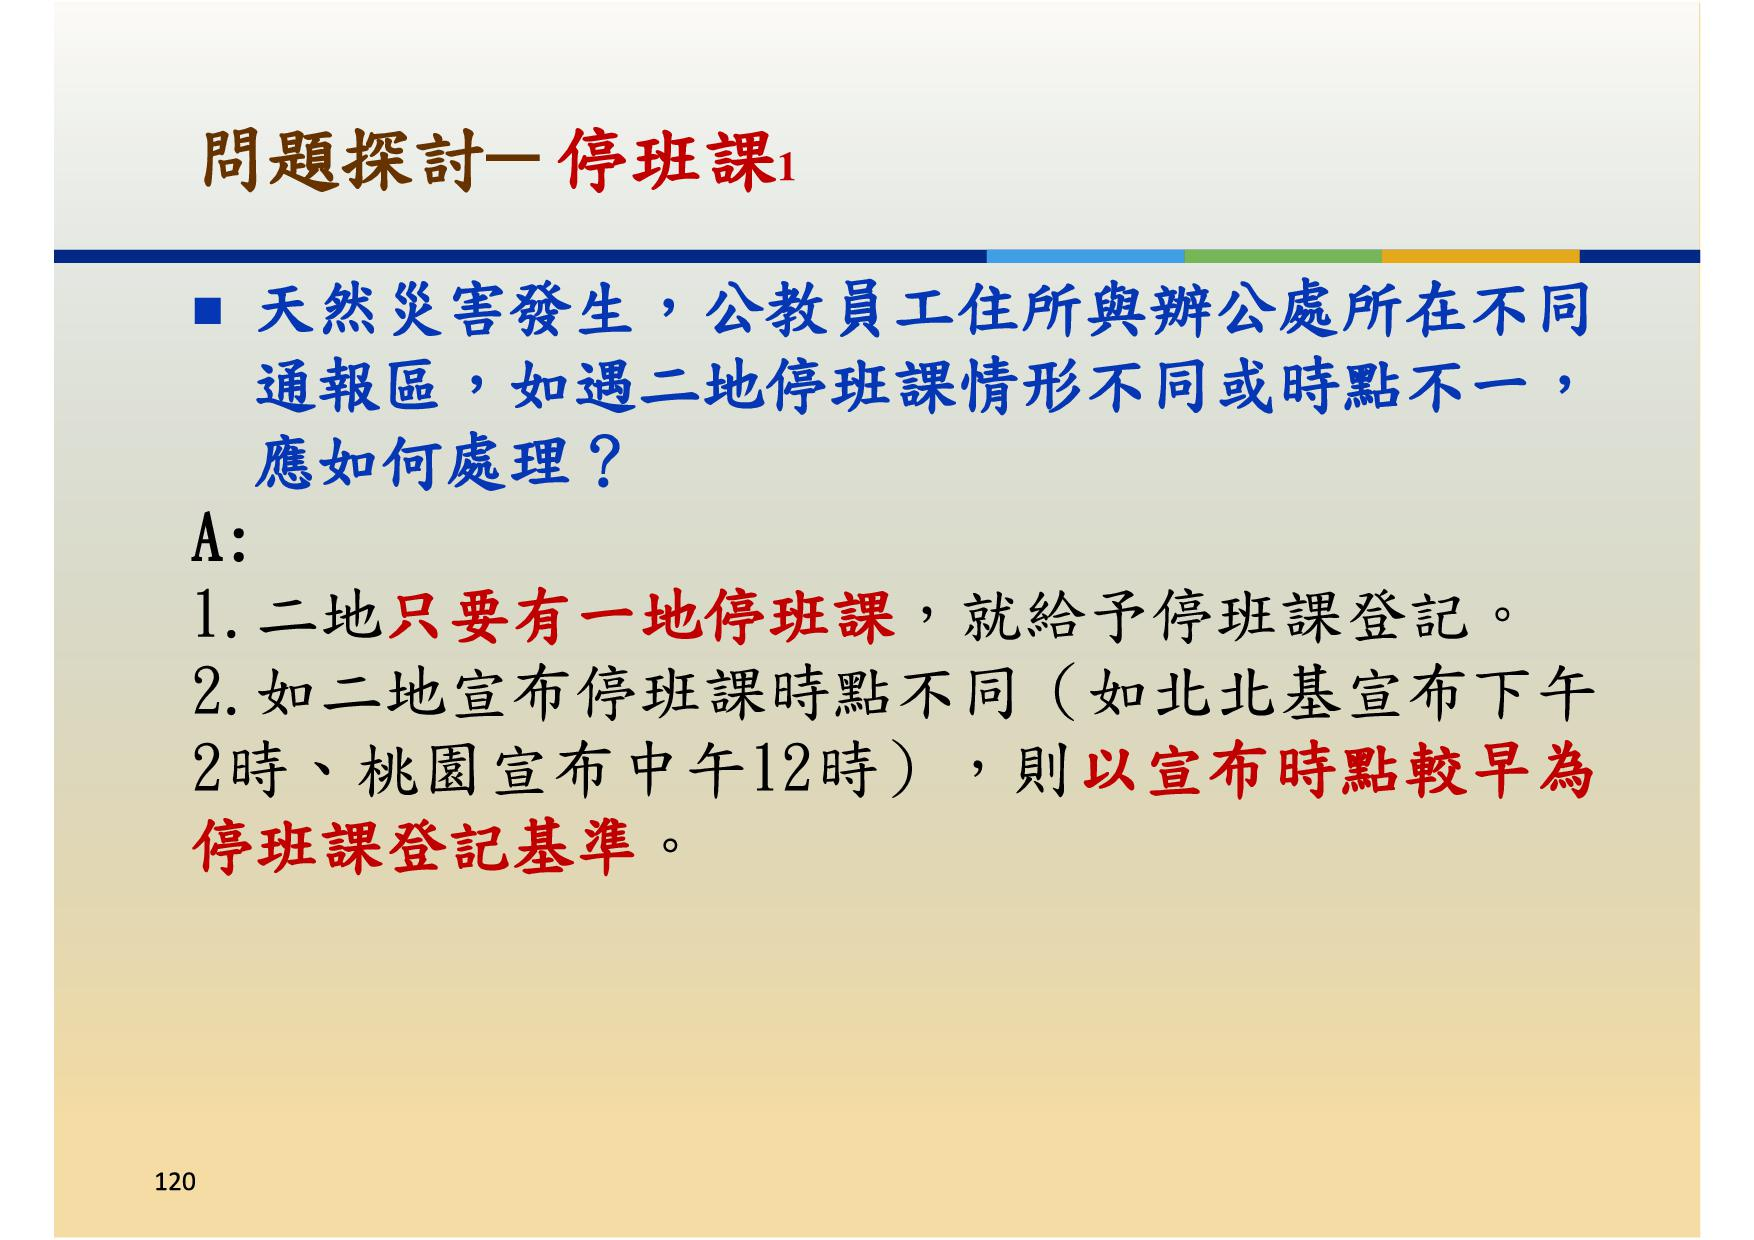 問題探討─ 停班課1
■ 天然災害發生，公教員工住所與辦公處所在不同
通報區，如遇二地停班課情形不同或時點不一，
應如何處理？
A:
1.二地只要有一地停班課，就給予停班課登記。
2.如二地宣布停班課時點不同（如北北基宣布下午
2時、桃園宣布中午12時），則以宣布時點較早為
停班課登記基準。
120